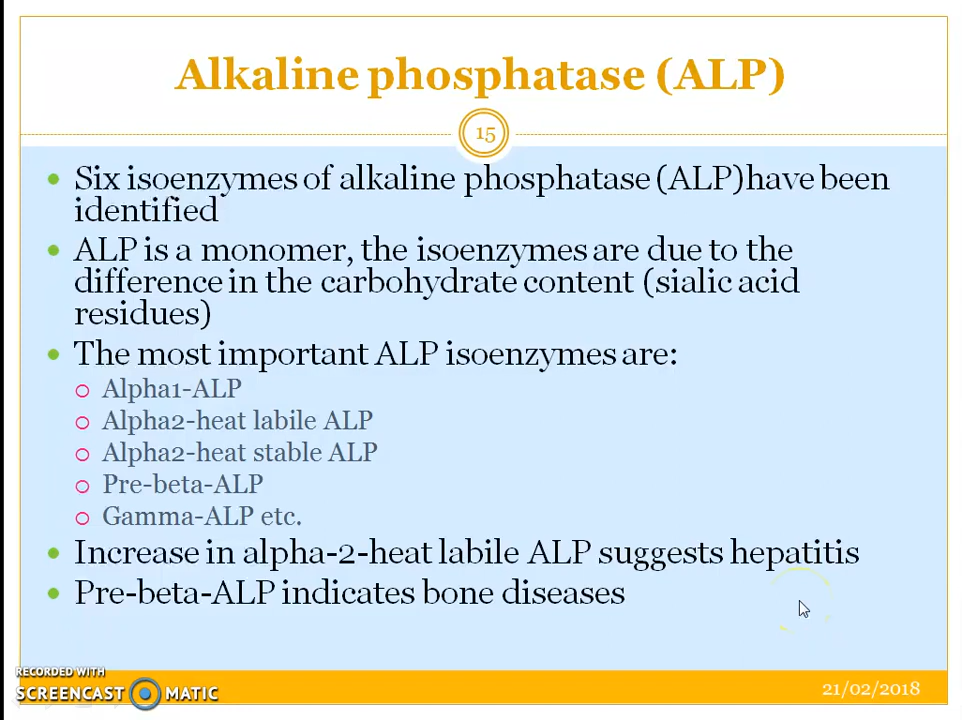 Alkaline phosphatase (ALP)
15
• Six isoenzymes of alkaline phosphatase (ALP)have been
identified
• ALP is a monomer, the isoenzymes are due to the
difference in the carbohydrate content (sialic acid
residues)
• The most important ALP isoenzymes are:
○ Alpha1-ALP
○ Alpha2-heat labile ALP
○ Alpha2-heat stable ALP
○ Pre-beta-ALP
○ Gamma-ALP etc.
• Increase in alpha-2-heat labile ALP suggests hepatitis
• Pre-beta-ALP indicates bone diseases
RECORDED WITH
SCREENCAST MATIC
21/02/2018